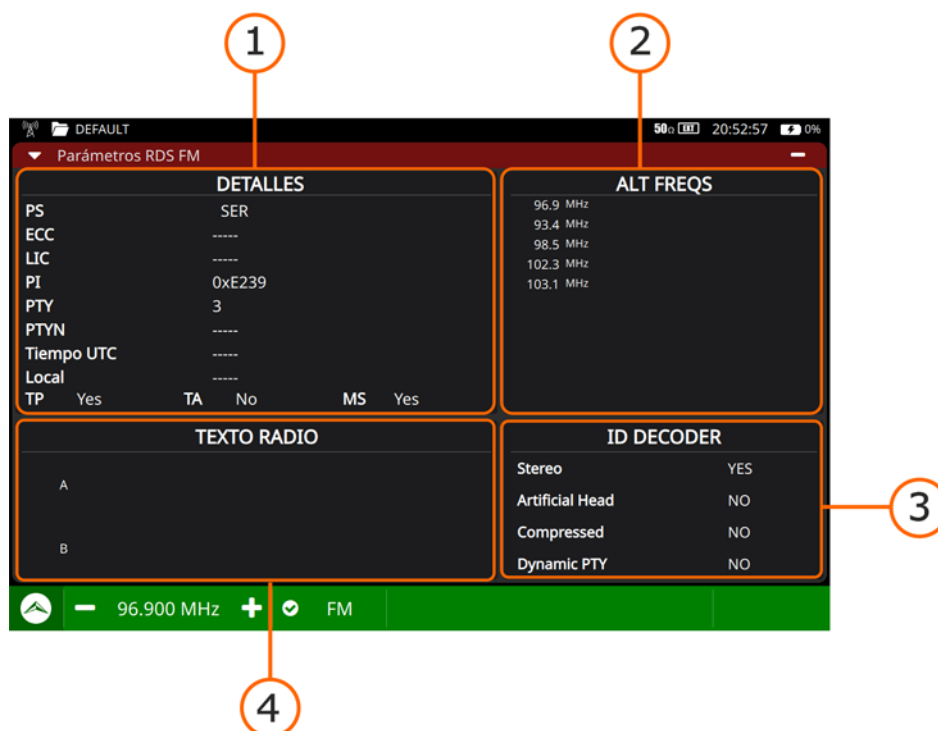 1
2
DEFAULT
50Ω EXT 20:52:57 0%
Parámetros RDS FM
DETALLES
PS SER
ECC -----
LIC -----
PI 0xE239
PTY 3
PTYN -----
Tiempo UTC -----
Local -----
TP Yes TA No MS Yes
ALT FREQS
96.9 MHz
93.4 MHz
98.5 MHz
102.3 MHz
103.1 MHz
TEXTO RADIO
A
B
ID DECODER
Stereo YES
Artificial Head NO
Compressed NO
Dynamic PTY NO
3
96.900 MHz FM
4